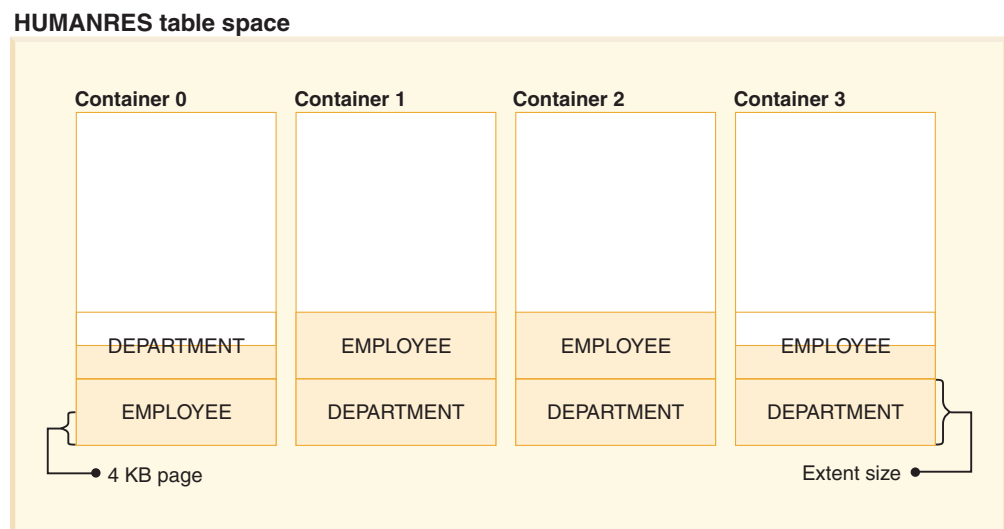 HUMANRES table space
Container 0 Container 1 Container 2 Container 3
DEPARTMENT EMPLOYEE EMPLOYEE EMPLOYEE
EMPLOYEE DEPARTMENT DEPARTMENT DEPARTMENT
4 KB page Extent size